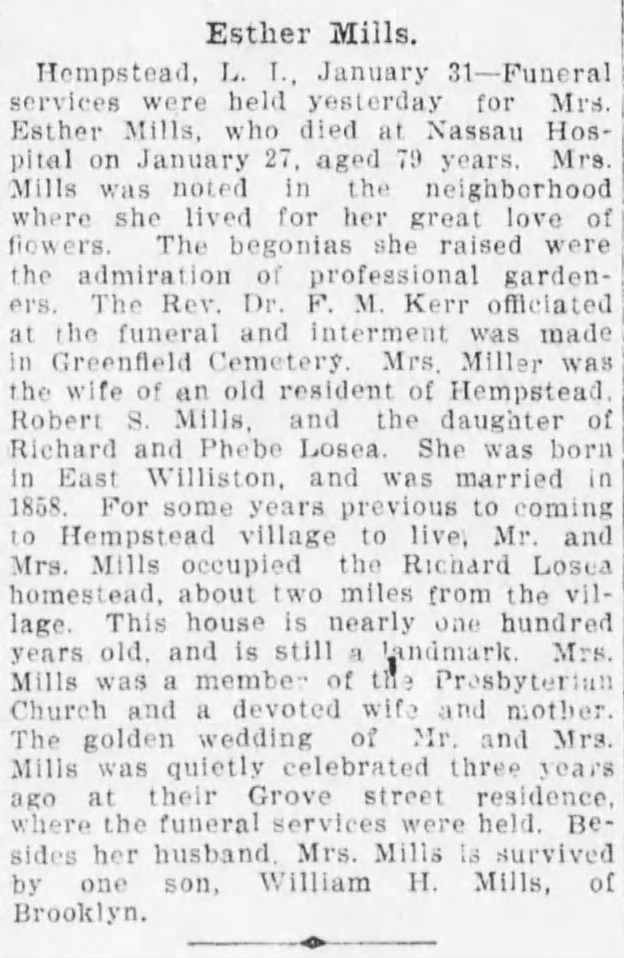 Esther Mills.
Hempstead, L. I., January 31—Funeral
services were held yesterday for Mrs.
Esther Mills, who died at Nassau Hos-
pital on January 27, aged 79 years. Mrs.
Mills was noted in the neighborhood
where she lived for her great love of
flowers. The begonias she raised were
the admiration of professional garden-
ers. The Rev. Dr. F. M. Kerr officiated
at the funeral and interment was made
in Greenfield Cemetery. Mrs. Miller was
the wife of an old resident of Hempstead,
Robert S. Mills, and the daughter of
Richard and Phebe Losea. She was born
in East Williston, and was married in
1858. For some years previous to coming
to Hempstead village to live, Mr. and
Mrs. Mills occupied the Richard Losea
homestead, about two miles from the vil-
lage. This house is nearly one hundred
years old, and is still a landmark. Mrs.
Mills was a member of the Presbyterian
Church and a devoted wife and mother.
The golden wedding of Mr. and Mrs.
Mills was quietly celebrated three years
ago at their Grove street residence,
where the funeral services were held. Be-
sides her husband, Mrs. Mills is survived
by one son, William H. Mills, of
Brooklyn.